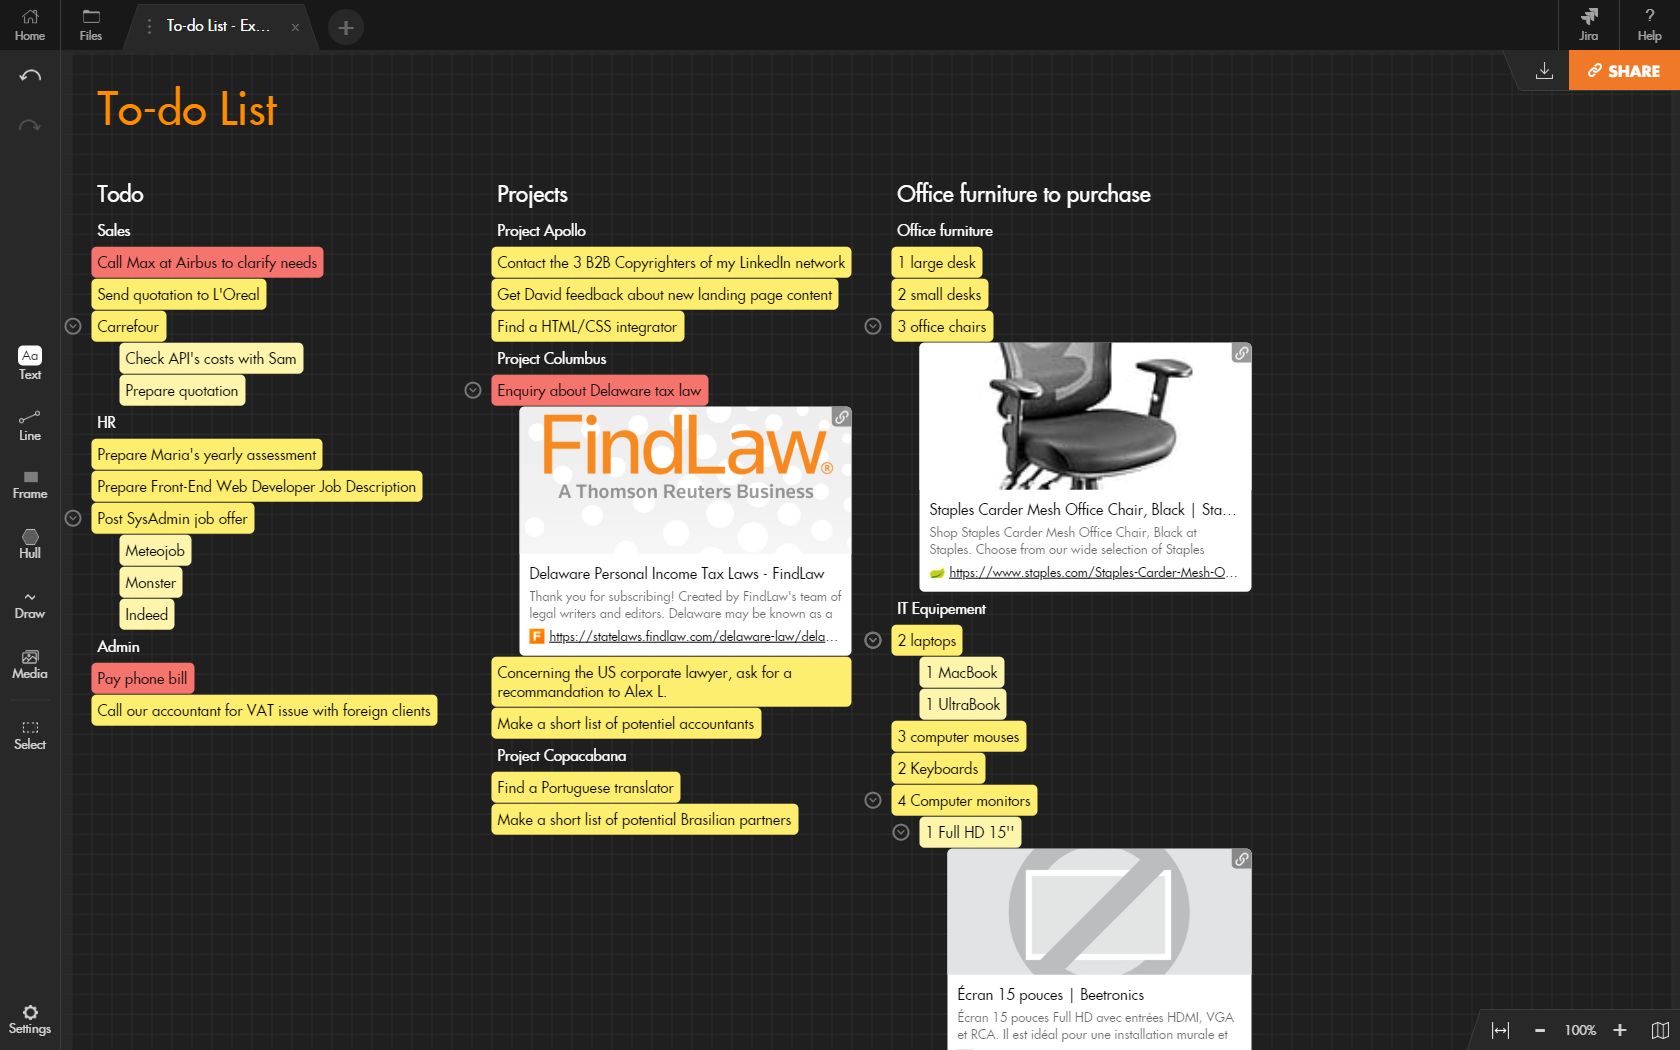 Home
Files
To-do List - Ex...
Jira
? Help
SHARE
To-do List
Aa
Text
Line
Frame
Hull
Draw
Media
Select
Settings
Todo
Sales
Call Max at Airbus to clarify needs
Send quotation to L'Oreal
Carrefour
Check API's costs with Sam
Prepare quotation
HR
Prepare Maria's yearly assessment
Prepare Front-End Web Developer Job Description
Post SysAdmin job offer
Meteojob
Monster
Indeed
Admin
Pay phone bill
Call our accountant for VAT issue with foreign clients
Projects
Project Apollo
Contact the 3 B2B Copyrighters of my LinkedIn network
Get David feedback about new landing page content
Find a HTML/CSS integrator
Project Columbus
Enquiry about Delaware tax law
FindLaw®
A Thomson Reuters Business
Delaware Personal Income Tax Laws - FindLaw
Thank you for subscribing! Created by FindLaw's team of
legal writers and editors. Delaware may be known as a
F https://statelaws.findlaw.com/delaware-law/dela...
Concerning the US corporate lawyer, ask for a
recommandation to Alex L.
Make a short list of potentiel accountants
Project Copacabana
Find a Portuguese translator
Make a short list of potential Brasilian partners
Office furniture to purchase
Office furniture
1 large desk
2 small desks
3 office chairs
Staples Carder Mesh Office Chair, Black | Sta...
Shop Staples Carder Mesh Office Chair, Black at
Staples. Choose from our wide selection of Staples
https://www.staples.com/Staples-Carder-Mesh-O...
IT Equipement
2 laptops
1 MacBook
1 UltraBook
3 computer mouses
2 Keyboards
4 Computer monitors
1 Full HD 15''
Écran 15 pouces | Beetronics
Écran 15 pouces Full HD avec entrées HDMI, VGA
et RCA. Il est idéal pour une installation murale et
100%